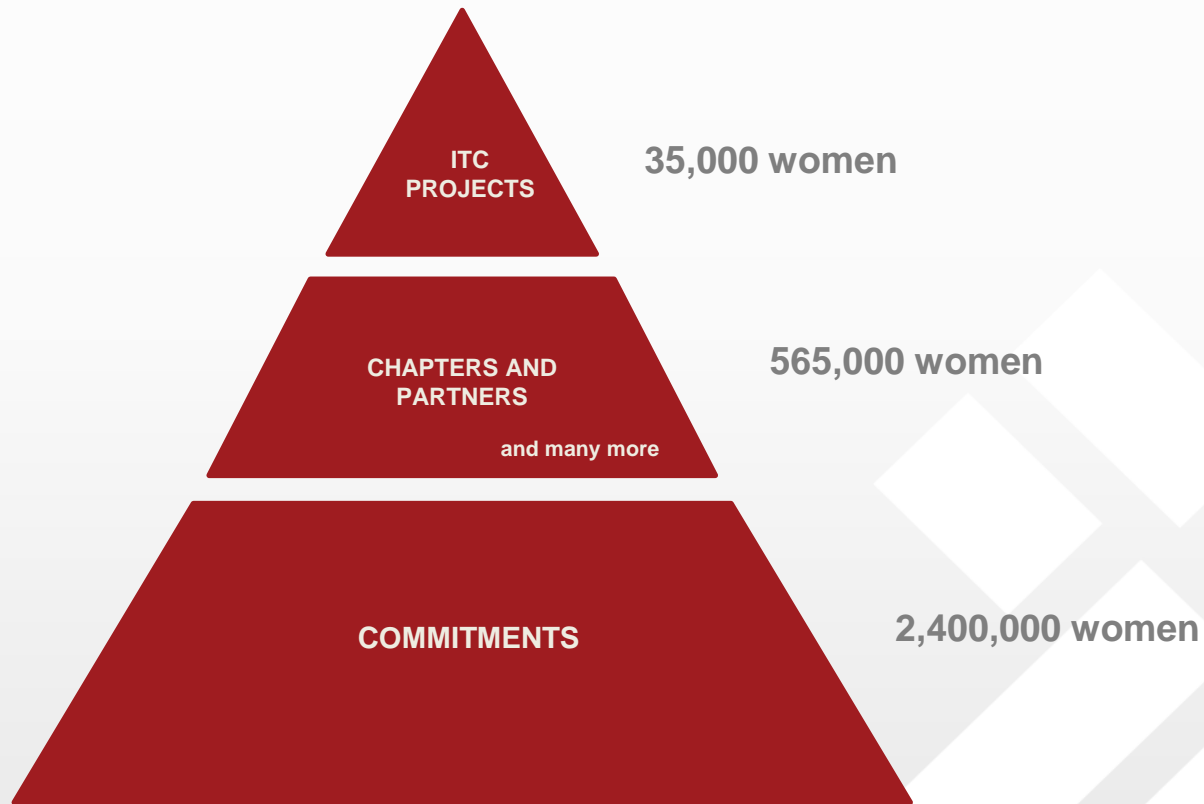 ITC
PROJECTS
35,000 women
CHAPTERS AND
PARTNERS
565,000 women
and many more
COMMITMENTS
2,400,000 women